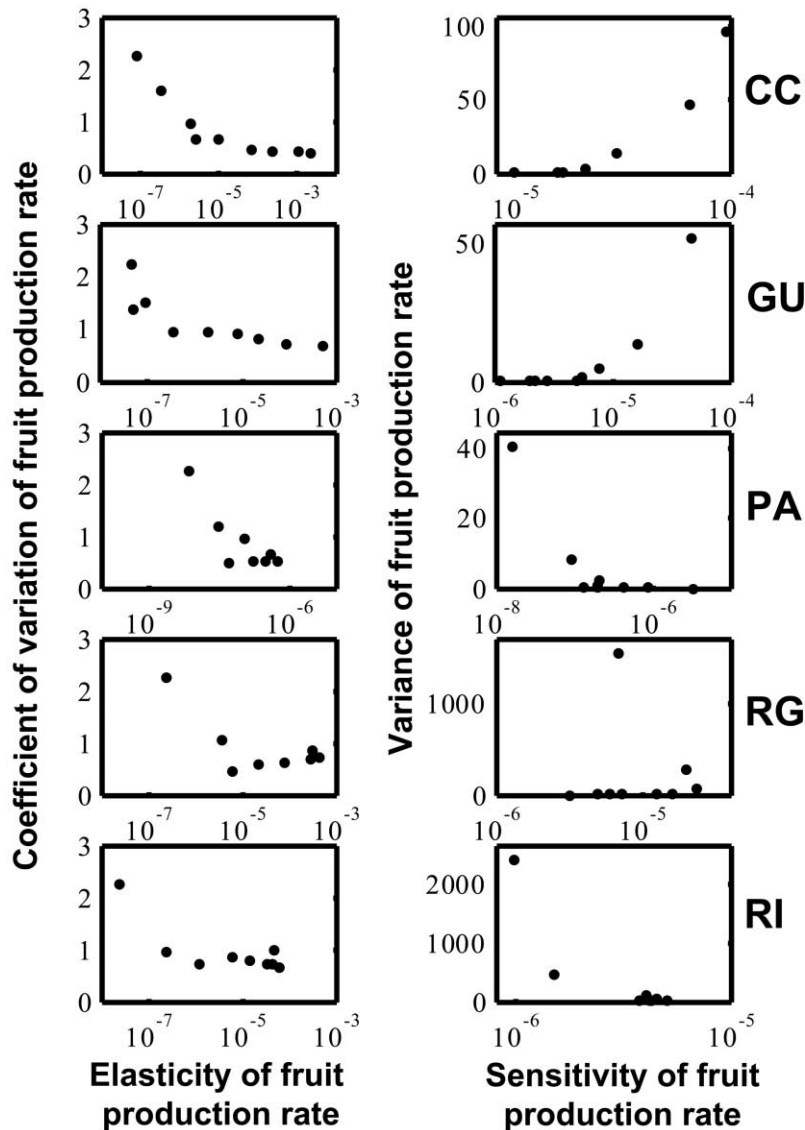 Coefficient of variation of fruit production rate
3
2
1
0
10⁻⁷ 10⁻⁵ 10⁻³
3
2
1
0
10⁻⁷ 10⁻⁵ 10⁻³
3
2
1
0
10⁻⁹ 10⁻⁶
3
2
1
0
10⁻⁷ 10⁻⁵ 10⁻³
3
2
1
0
10⁻⁷ 10⁻⁵ 10⁻³
Elasticity of fruit
production rate
Variance of fruit production rate
100
50
0
10⁻⁵ 10⁻⁴
CC
50
0
10⁻⁶ 10⁻⁵ 10⁻⁴
GU
40
20
0
10⁻⁸ 10⁻⁶
PA
1000
0
10⁻⁶ 10⁻⁵
RG
2000
1000
0
10⁻⁶ 10⁻⁵
RI
Sensitivity of fruit
production rate